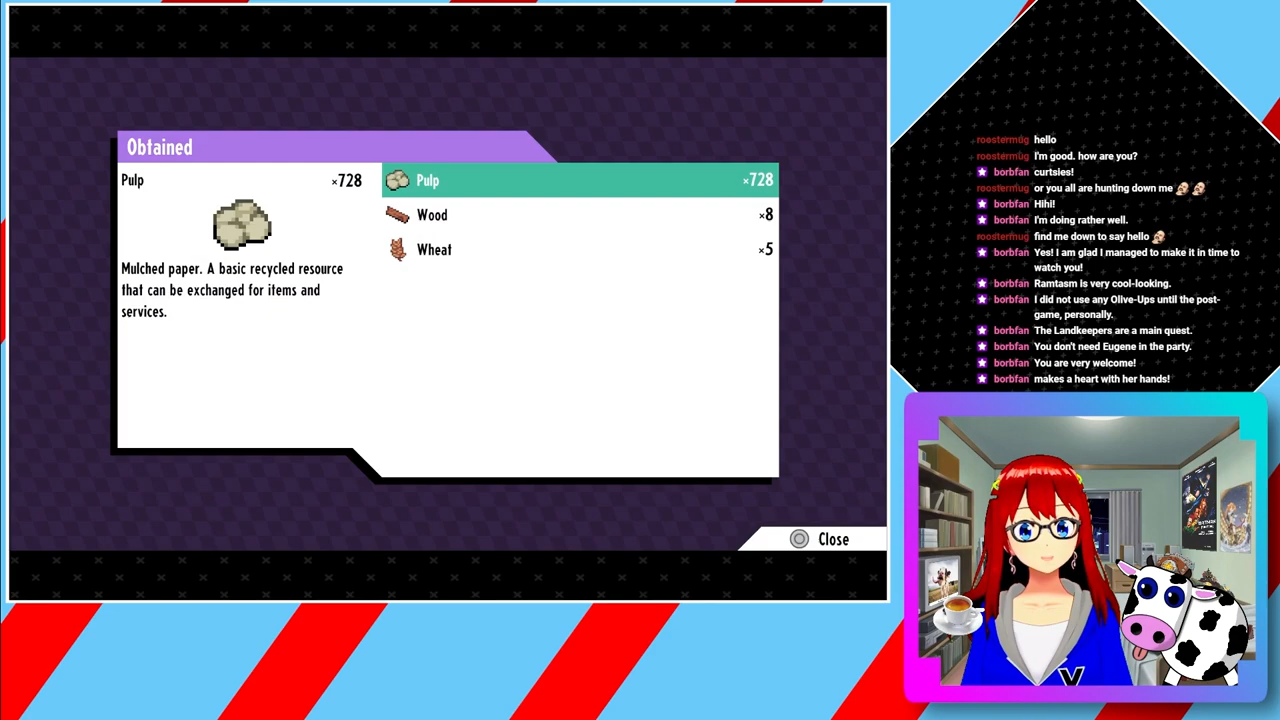 Obtained
Pulp ×728
Mulched paper. A basic recycled resource
that can be exchanged for items and
services.
Pulp ×728
Wood ×8
Wheat ×5
Close
roostermug hello
roostermug I'm good. how are you?
borbfan curtsies!
roostermug or you all are hunting down me
borbfan Hihi!
borbfan I'm doing rather well.
roostermug find me down to say hello
borbfan Yes! I am glad I managed to make it in time to
watch you!
borbfan Ramtasm is very cool-looking.
borbfan I did not use any Olive-Ups until the post-
game, personally.
borbfan The Landkeepers are a main quest.
borbfan You don't need Eugene in the party.
borbfan You are very welcome!
borbfan makes a heart with her hands!
V